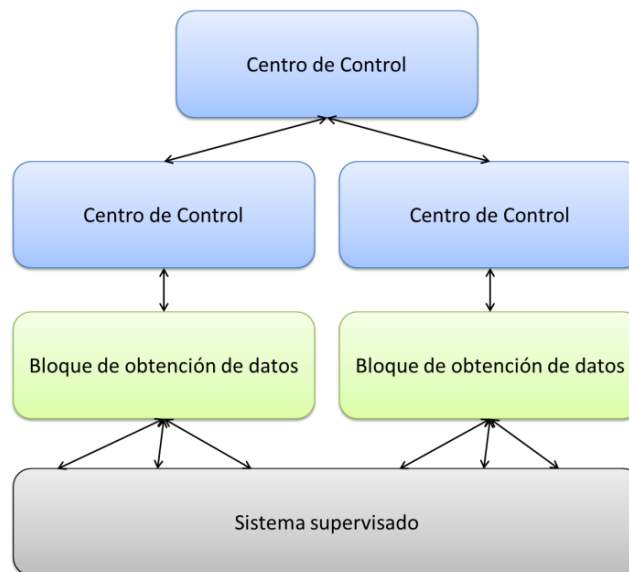 Centro de Control
Centro de Control
Centro de Control
Bloque de obtención de datos
Bloque de obtención de datos
Sistema supervisado